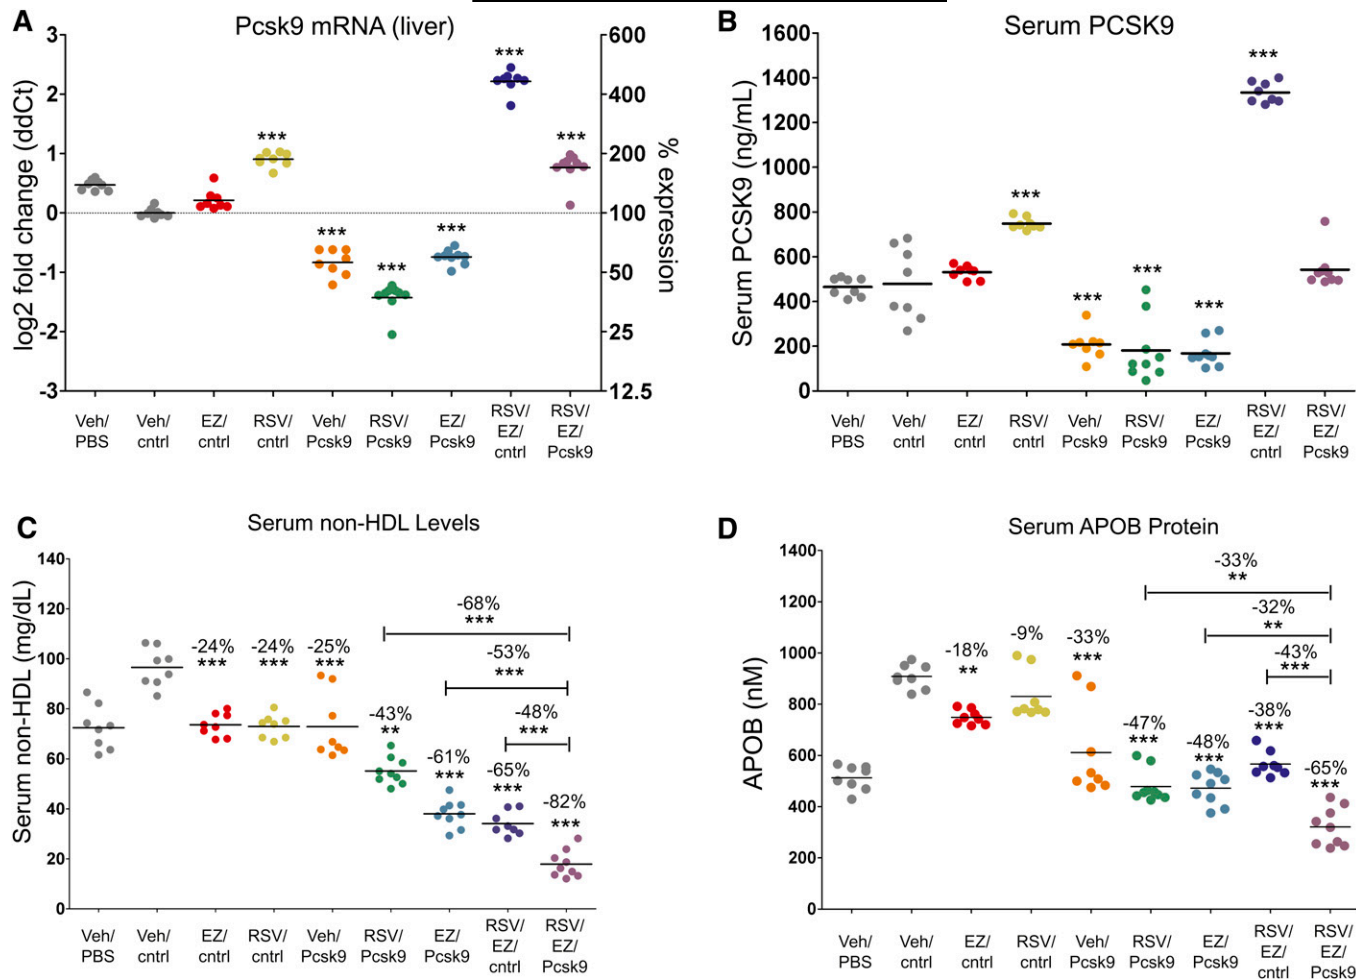 A
Pcsk9 mRNA (liver)
log2 fold change (ddCt)
3
2
1
0
-1
-2
-3
600
400
200
100
50
25
12.5
% expression
***
***
***
***
***
***
Veh/
PBS
Veh/
cntrl
EZ/
cntrl
RSV/
cntrl
Veh/
Pcsk9
RSV/
Pcsk9
EZ/
Pcsk9
RSV/
EZ/
cntrl
RSV/
EZ/
Pcsk9
B
Serum PCSK9
Serum PCSK9 (ng/mL)
1600
1400
1200
1000
800
600
400
200
0
***
***
***
***
***
Veh/
PBS
Veh/
cntrl
EZ/
cntrl
RSV/
cntrl
Veh/
Pcsk9
RSV/
Pcsk9
EZ/
Pcsk9
RSV/
EZ/
cntrl
RSV/
EZ/
Pcsk9
C
Serum non-HDL Levels
Serum non-HDL (mg/dL)
140
120
100
80
60
40
20
0
-24%
***
-24%
***
-25%
***
-43%
**
-61%
***
-65%
***
-82%
***
-68%
***
-53%
***
-48%
***
Veh/
PBS
Veh/
cntrl
EZ/
cntrl
RSV/
cntrl
Veh/
Pcsk9
RSV/
Pcsk9
EZ/
Pcsk9
RSV/
EZ/
cntrl
RSV/
EZ/
Pcsk9
D
Serum APOB Protein
APOB (nM)
1400
1200
1000
800
600
400
200
0
-18%
**
-9%
-33%
***
-47%
***
-48%
***
-38%
***
-65%
***
-33%
**
-32%
**
-43%
***
Veh/
PBS
Veh/
cntrl
EZ/
cntrl
RSV/
cntrl
Veh/
Pcsk9
RSV/
Pcsk9
EZ/
Pcsk9
RSV/
EZ/
cntrl
RSV/
EZ/
Pcsk9